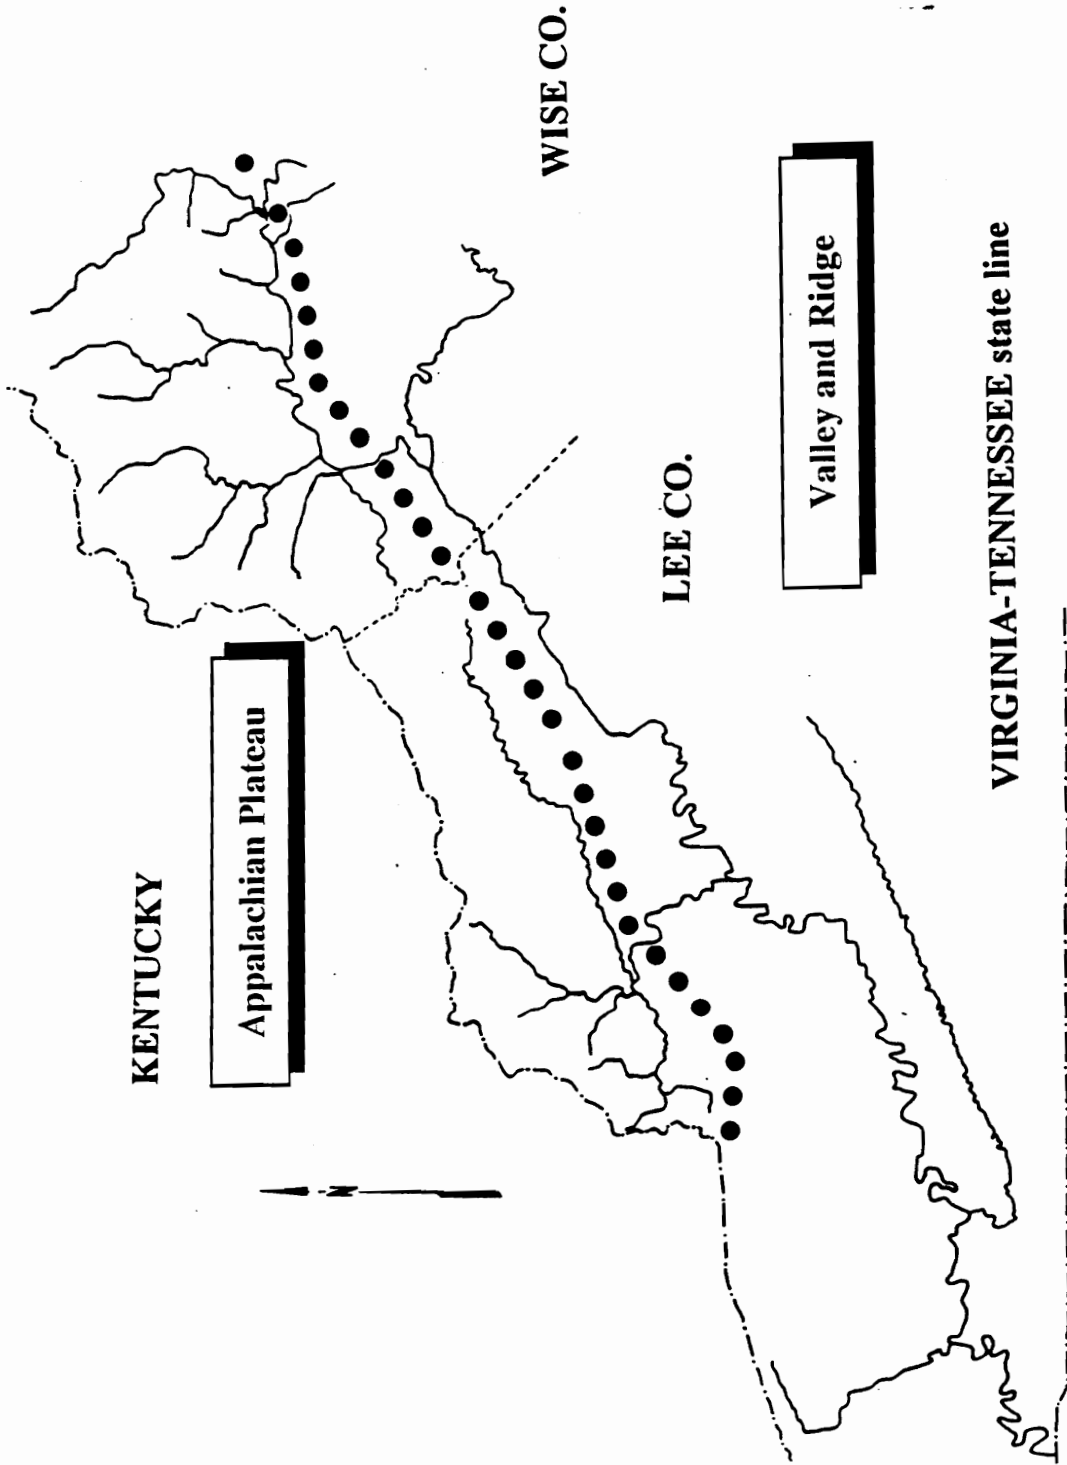 KENTUCKY
Appalachian Plateau
WISE CO.
LEE CO.
Valley and Ridge
VIRGINIA-TENNESSEE state line
N